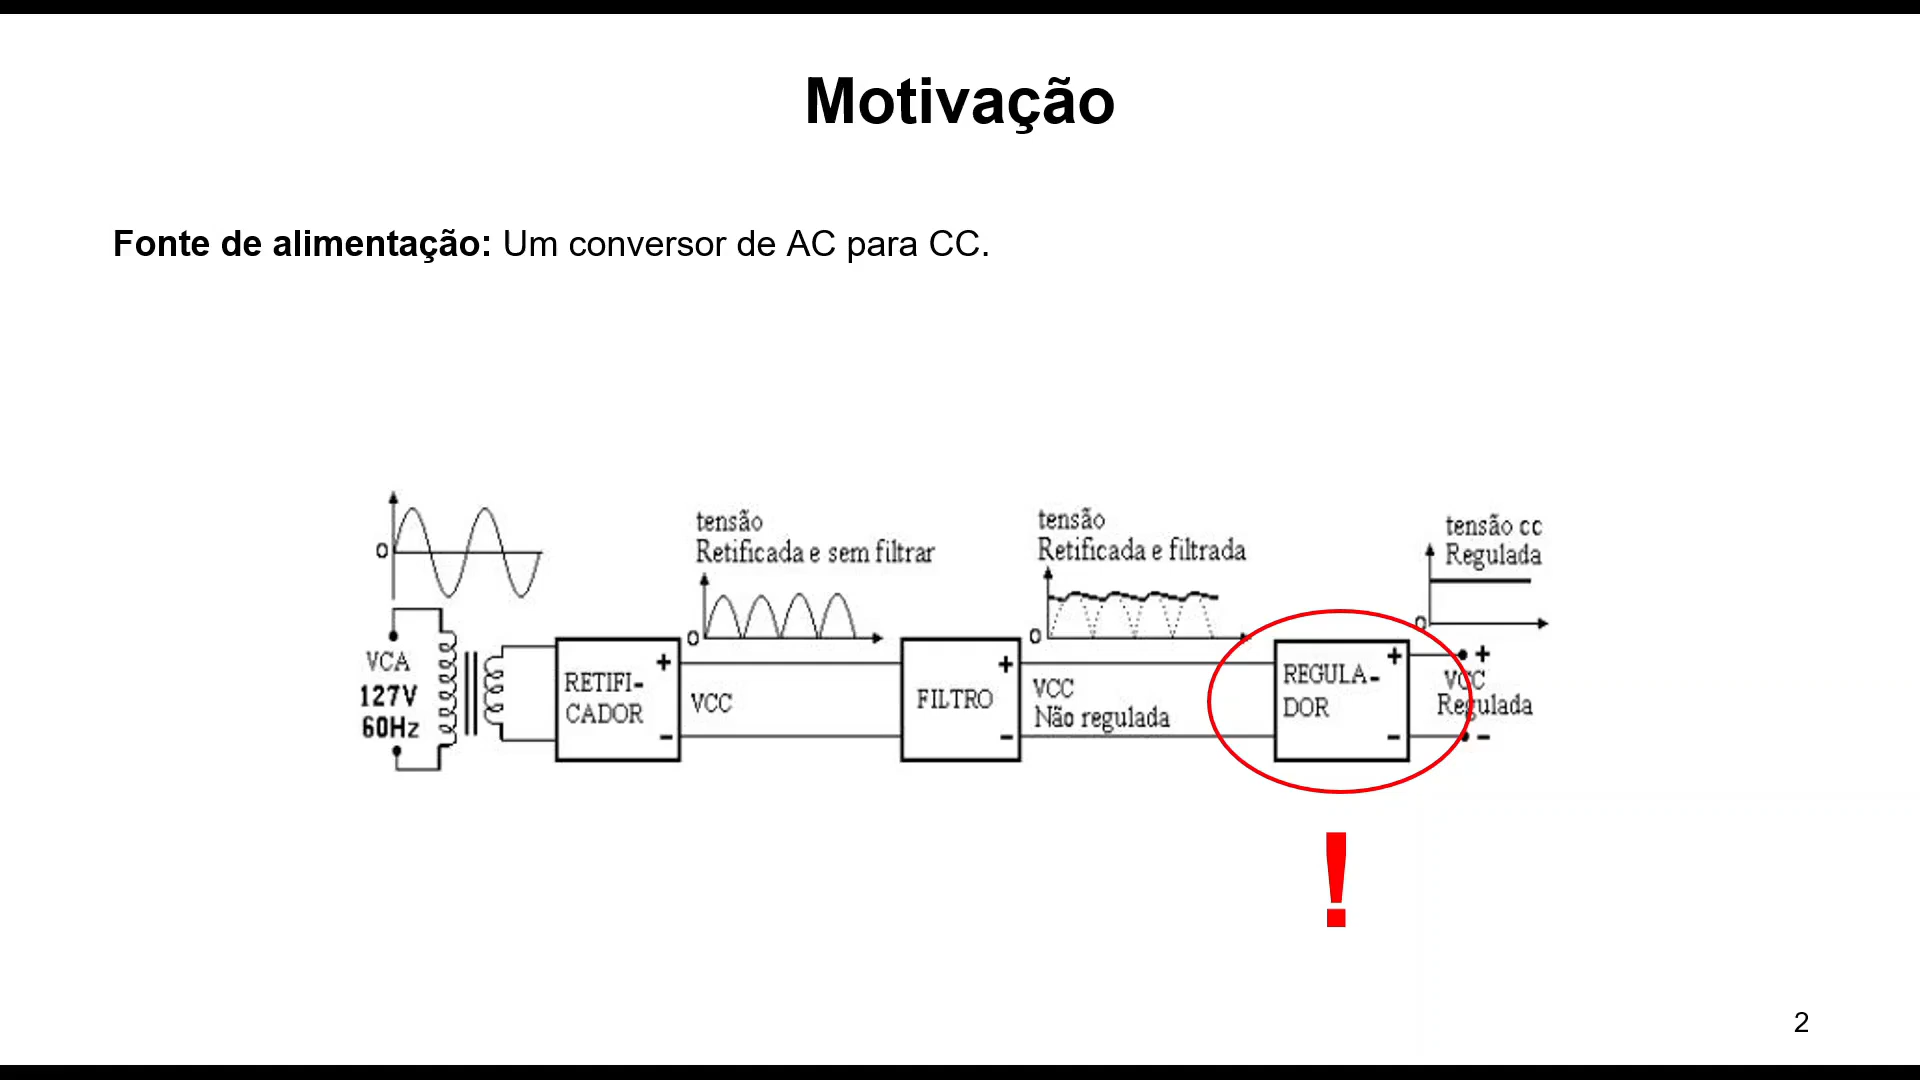 Motivação
Fonte de alimentação: Um conversor de AC para CC.
0
tensão
Retificada e sem filtrar
0
tensão
Retificada e filtrada
0
tensão cc
Regulada
0
VCA
127V
60Hz
RETIFI-
CADOR
+
-
VCC
FILTRO
+
-
VCC
Não regulada
REGULA-
DOR
+
-
+
VCC
Regulada
-
!
2